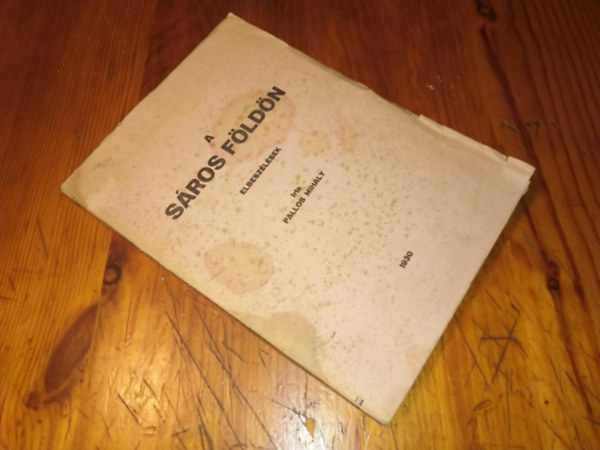 A
SÁROS FÖLDÖN
ELBESZÉLÉSEK
Irta
PALLOS MIHÁLY
1930